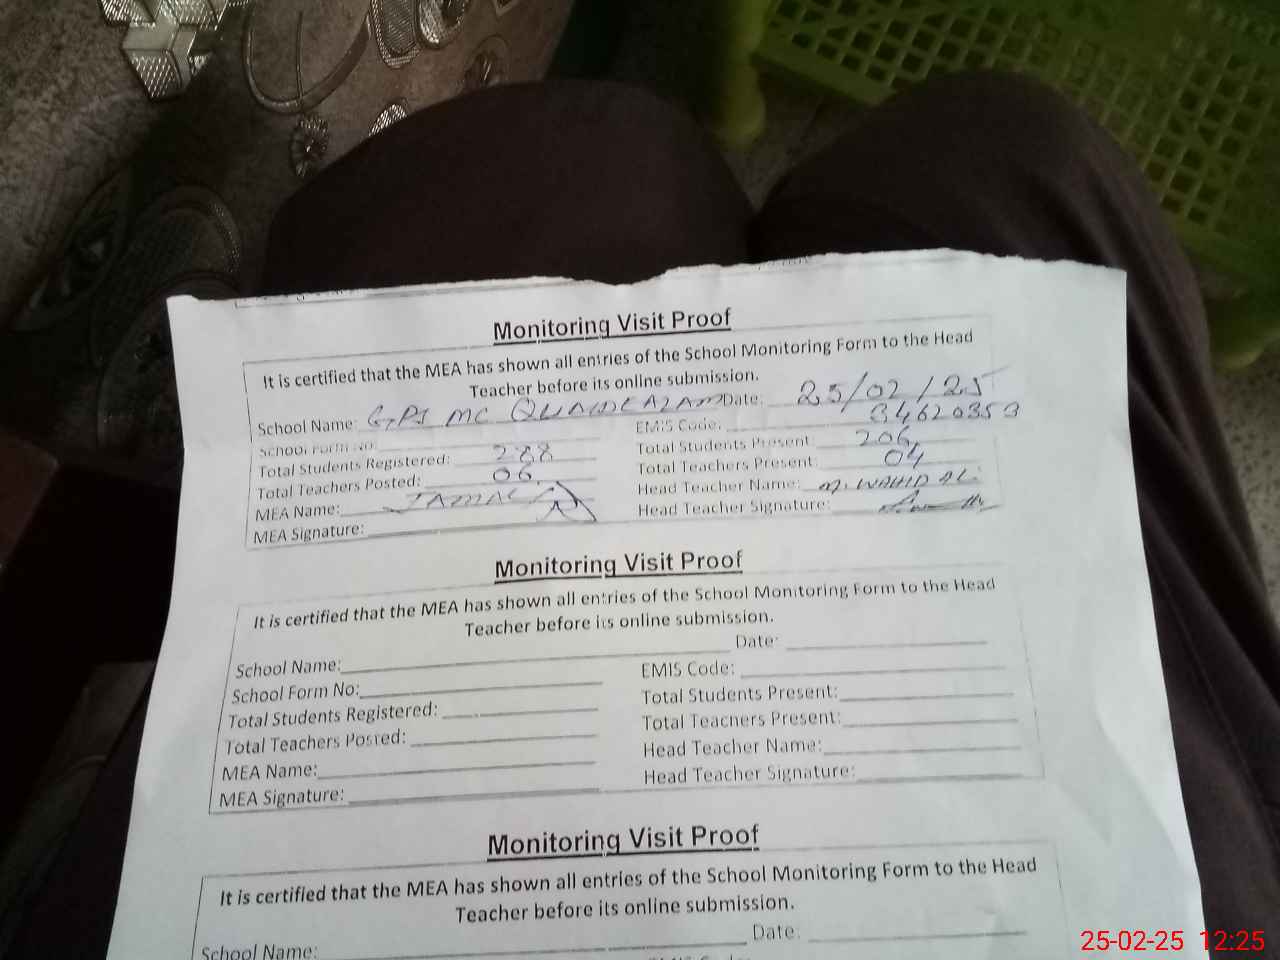 Monitoring Visit Proof
It is certified that the MEA has shown all entries of the School Monitoring Form to the Head
Teacher before its online submission.
School Name: GPS MC QUAIDEAZAM Date: 25/02/25
EMIS Code: 34620353
School Form No:
Total Students Registered: 288 Total Students Present: 206
Total Teachers Posted: 06 Total Teachers Present: 04
MEA Name: JAMAL Head Teacher Name: M. WAHID ALI
MEA Signature: Head Teacher Signature:
Monitoring Visit Proof
It is certified that the MEA has shown all entries of the School Monitoring Form to the Head
Teacher before its online submission.
Date:
School Name: EMIS Code:
School Form No: Total Students Present:
Total Students Registered: Total Teachers Present:
Total Teachers Posted: Head Teacher Name:
MEA Name: Head Teacher Signature:
MEA Signature:
Monitoring Visit Proof
It is certified that the MEA has shown all entries of the School Monitoring Form to the Head
Teacher before its online submission.
School Name: Date:
25-02-25 12:25